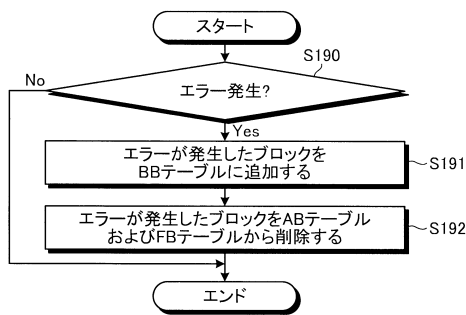 スタート
S190
No
エラー発生?
Yes
エラーが発生したブロックを
BBテーブルに追加する
S191
エラーが発生したブロックをABテーブル
およびFBテーブルから削除する
S192
エンド